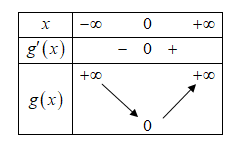 x −∞ 0 +∞
g′(x) − 0 +
g(x) +∞ 0 +∞